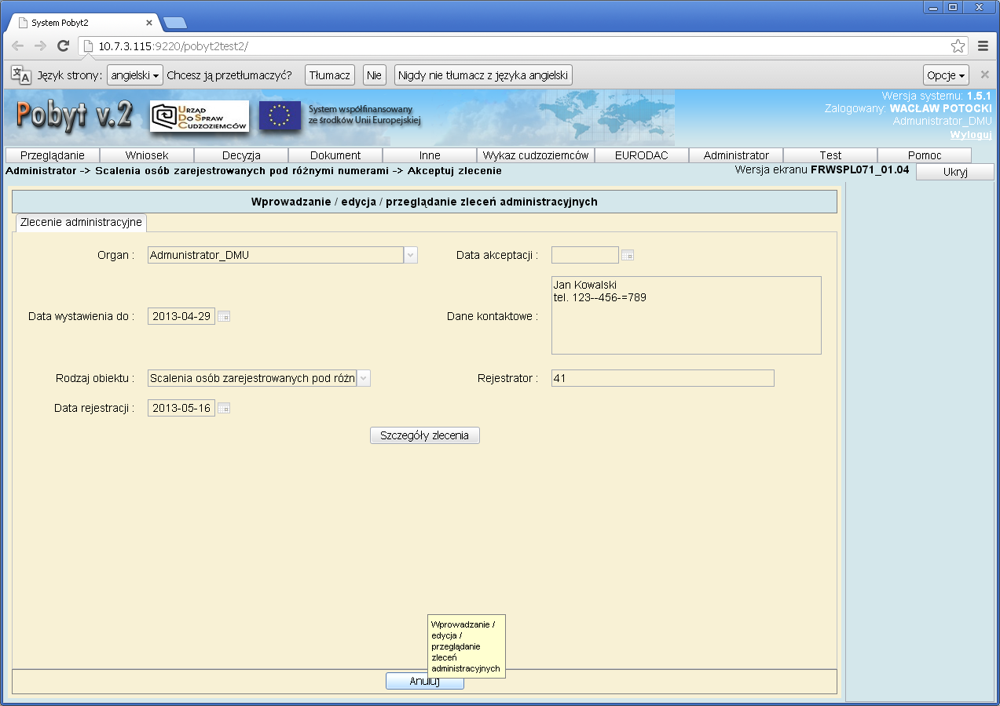 System Pobyt2
10.7.3.115:9220/pobyt2test2/
Język strony: angielski Chcesz ją przetłumaczyć? Tłumacz Nie Nigdy nie tłumacz z języka angielski Opcje
Pobyt v.2
URZĄD
DO SPRAW
CUDZOZIEMCÓW
System współfinansowany
ze środków Unii Europejskiej
Wersja systemu: 1.5.1
Zalogowany: WACŁAW POTOCKI
Admunistrator_DMU
Wyloguj
Przeglądanie Wniosek Decyzja Dokument Inne Wykaz cudzoziemców EURODAC Administrator Test Pomoc
Administrator -> Scalenia osób zarejestrowanych pod różnymi numerami -> Akceptuj zlecenie Wersja ekranu FRWSPL071_01.04 Ukryj
Wprowadzanie / edycja / przeglądanie zleceń administracyjnych
Zlecenie administracyjne
Organ : Admunistrator_DMU Data akceptacji :
Jan Kowalski
tel. 123--456-=789
Data wystawienia do : 2013-04-29 Dane kontaktowe :
Rodzaj obiektu : Scalenia osób zarejestrowanych pod różn Rejestrator : 41
Data rejestracji : 2013-05-16
Szczegóły zlecenia
Wprowadzanie /
edycja /
przeglądanie
zleceń
administracyjnych
Anuluj